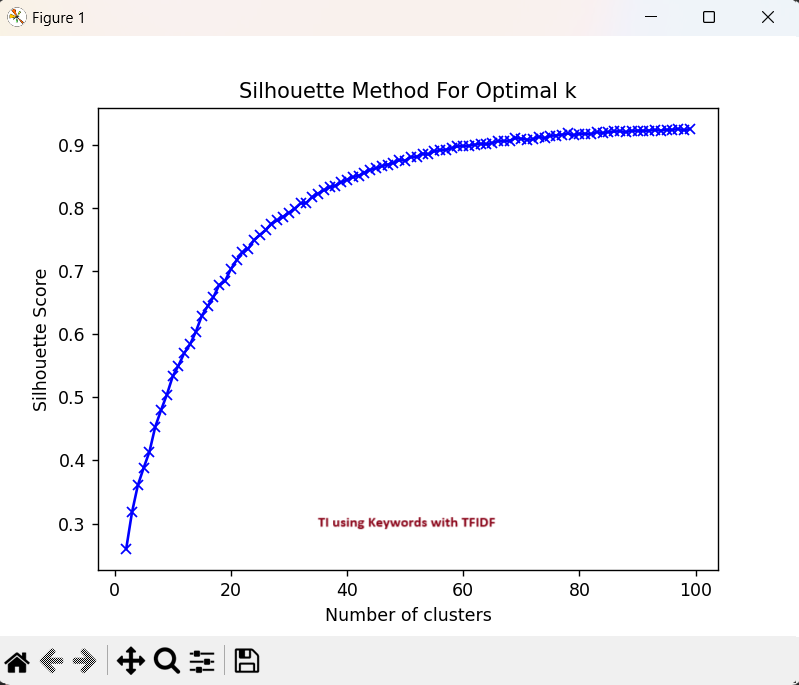 Figure 1
Silhouette Method For Optimal k
0.9
0.8
0.7
0.6
0.5
0.4
0.3
Silhouette Score
TI using Keywords with TFIDF
0 20 40 60 80 100
Number of clusters